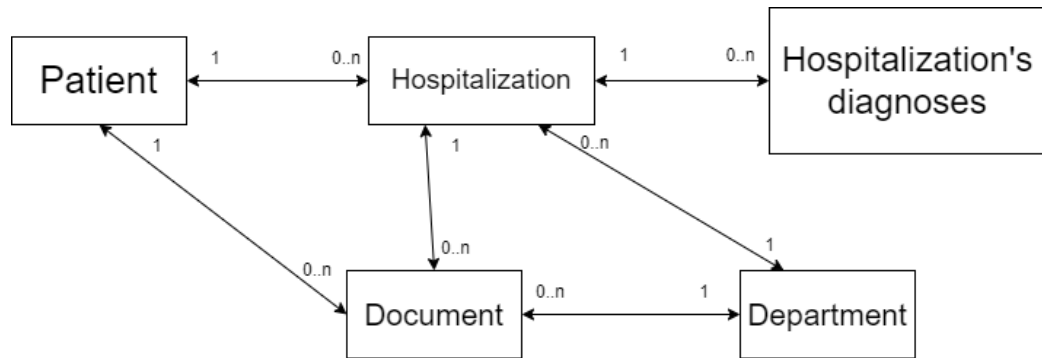 Patient
1
0..n
Hospitalization
1
0..n
Hospitalization's
diagnoses
1
1
0..n
0..n
0..n
1
Document
0..n
1
Department